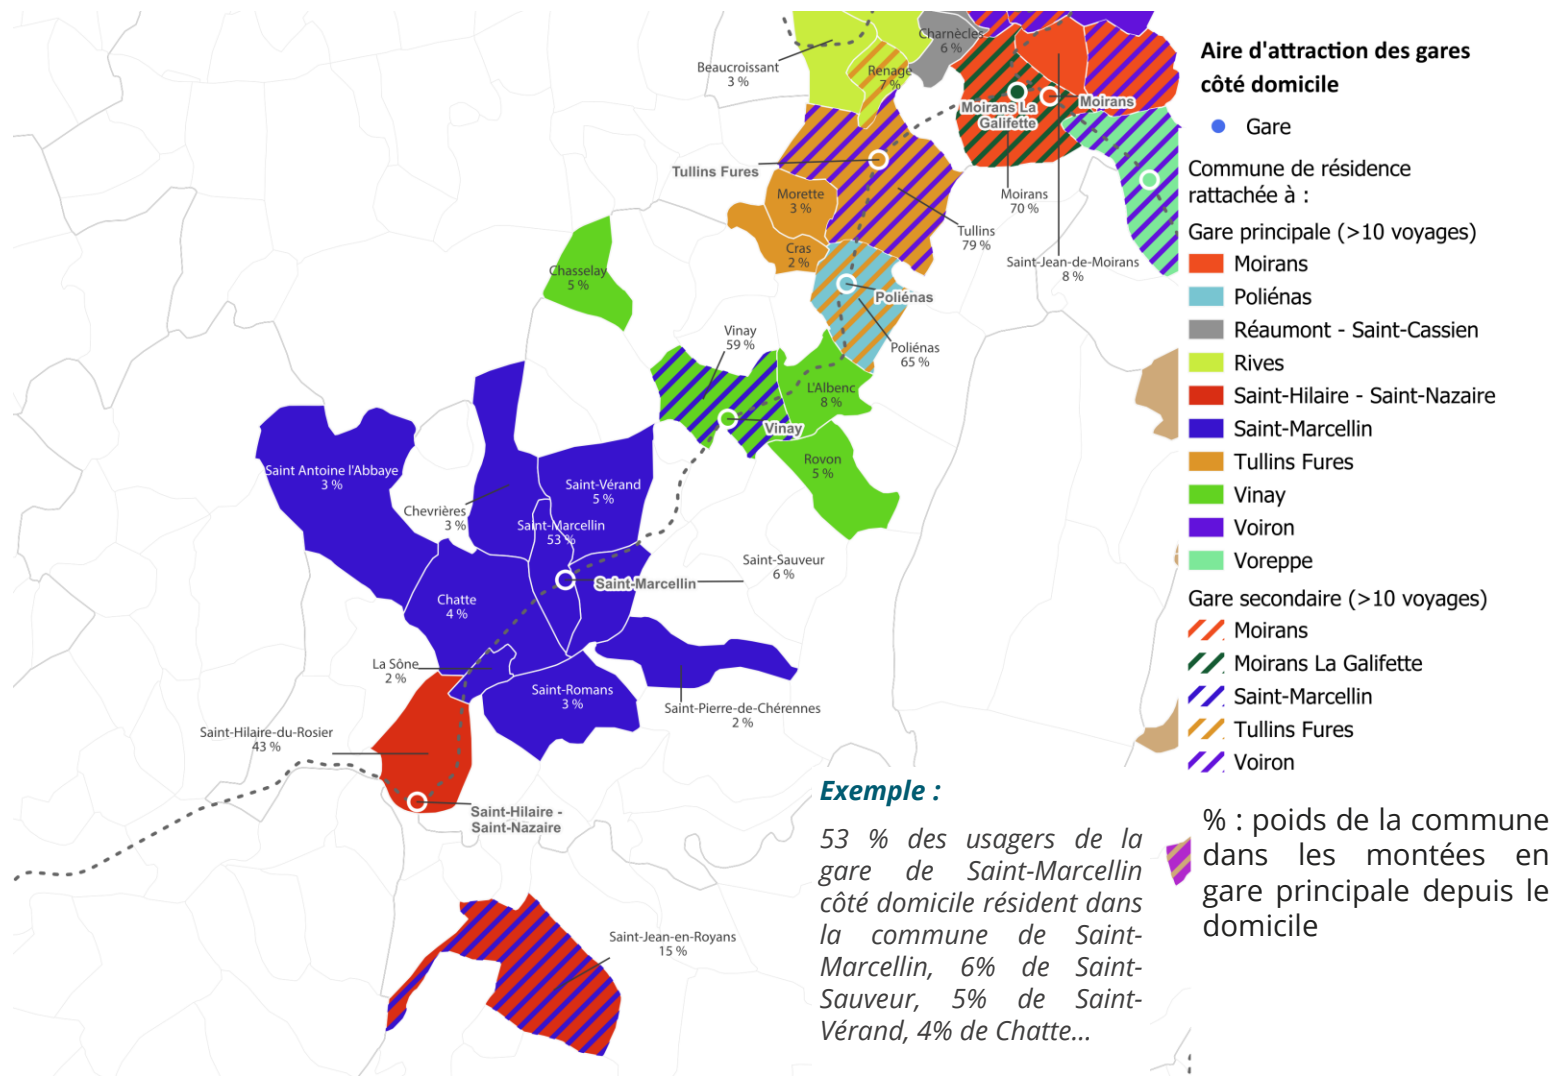 Charnècles
6 %
Beaucroissant
3 %
Renage
7 %
Moirans La
Galifette
Moirans
Tullins Fures
Morette
3 %
Moirans
70 %
Tullins
79 %
Cras
2 %
Saint-Jean-de-Moirans
8 %
Chasselay
5 %
Poliénas
Vinay
59 %
Poliénas
65 %
L'Albenc
8 %
Vinay
Rovon
5 %
Saint Antoine l'Abbaye
3 %
Saint-Vérand
5 %
Chevrières
3 %
Saint-Marcellin
53 %
Saint-Sauveur
6 %
Saint-Marcellin
Chatte
4 %
La Sône
2 %
Saint-Romans
3 %
Saint-Pierre-de-Chérennes
2 %
Saint-Hilaire-du-Rosier
43 %
Saint-Hilaire -
Saint-Nazaire
Saint-Jean-en-Royans
15 %
Exemple :
53 % des usagers de la
gare de Saint-Marcellin
côté domicile résident dans
la commune de Saint-
Marcellin, 6% de Saint-
Sauveur, 5% de Saint-
Vérand, 4% de Chatte...
Aire d'attraction des gares
côté domicile
Gare
Commune de résidence
rattachée à :
Gare principale (>10 voyages)
Moirans
Poliénas
Réaumont - Saint-Cassien
Rives
Saint-Hilaire - Saint-Nazaire
Saint-Marcellin
Tullins Fures
Vinay
Voiron
Voreppe
Gare secondaire (>10 voyages)
Moirans
Moirans La Galifette
Saint-Marcellin
Tullins Fures
Voiron
% : poids de la commune
dans les montées en
gare principale depuis le
domicile